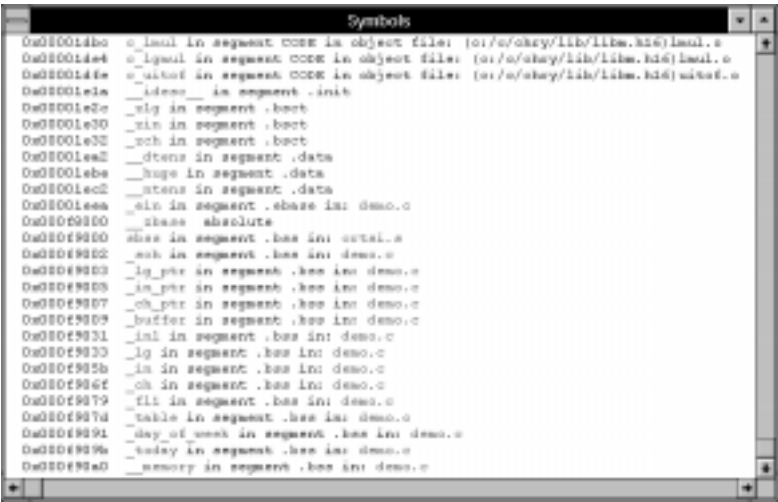 Symbols
0x00001dbc c_lmul in segment CODE in object file: (c:/c/chry/lib/libm.h16)lmul.o
0x00001de4 c_lgmul in segment CODE in object file: (c:/c/chry/lib/libm.h16)lmul.o
0x00001dfe c_uitof in segment CODE in object file: (c:/c/chry/lib/libm.h16)uitof.o
0x00001e1a __idesc__ in segment .init
0x00001e2c _zlg in segment .bsct
0x00001e30 _zin in segment .bsct
0x00001e32 _zch in segment .bsct
0x00001ea2 __dtens in segment .data
0x00001ebe __huge in segment .data
0x00001ec2 __ntens in segment .data
0x00001eea _ein in segment .ebase in: demo.c
0x000f8000 __zbase absolute
0x000f9000 sbss in segment .bss in: crtsi.s
0x000f9002 _sch in segment .bss in: demo.c
0x000f9003 _lg_ptr in segment .bss in: demo.c
0x000f9005 _in_ptr in segment .bss in: demo.c
0x000f9007 _ch_ptr in segment .bss in: demo.c
0x000f9009 _buffer in segment .bss in: demo.c
0x000f9031 _inl in segment .bss in: demo.c
0x000f9033 _lg in segment .bss in: demo.c
0x000f905b _in in segment .bss in: demo.c
0x000f906f _ch in segment .bss in: demo.c
0x000f9079 _fli in segment .bss in: demo.c
0x000f907d _table in segment .bss in: demo.c
0x000f9091 _day_of_week in segment .bss in: demo.c
0x000f909b _today in segment .bss in: demo.c
0x000f90a0 __memory in segment .bss in: demo.c